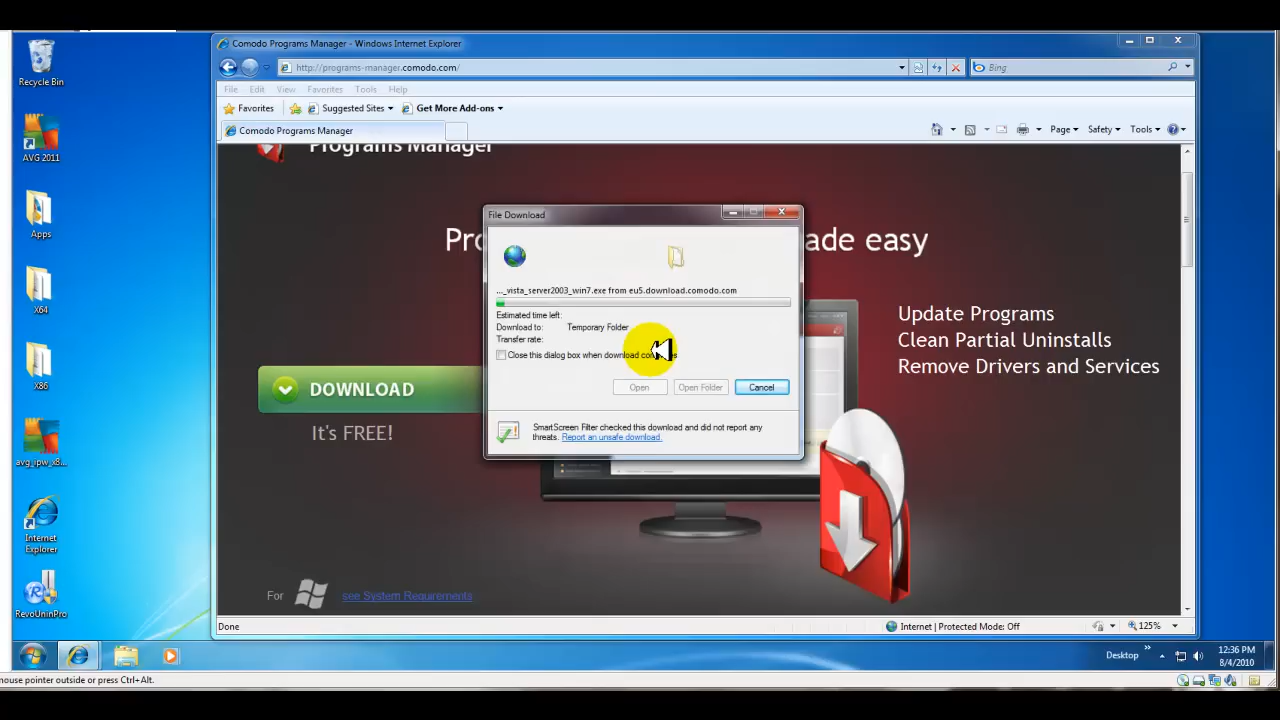 Recycle Bin
AVG 2011
Apps
X64
X86
avg_ipw_x8...
Internet
Explorer
RevoUninPro
Comodo Programs Manager - Windows Internet Explorer
http://programs-manager.comodo.com/
Bing
File Edit View Favorites Tools Help
Favorites Suggested Sites Get More Add-ons
Comodo Programs Manager
Page Safety Tools
Programs Manager
Pro
ade easy
Update Programs
Clean Partial Uninstalls
Remove Drivers and Services
DOWNLOAD
It's FREE!
For see System Requirements
File Download
..._vista_server2003_win7.exe from eu5.download.comodo.com
Estimated time left:
Download to: Temporary Folder
Transfer rate:
Close this dialog box when download
Open Open Folder Cancel
SmartScreen Filter checked this download and did not report any
threats. Report an unsafe download.
Done
Internet | Protected Mode: Off
125%
Desktop
12:36 PM
8/4/2010
mouse pointer outside or press Ctrl+Alt.